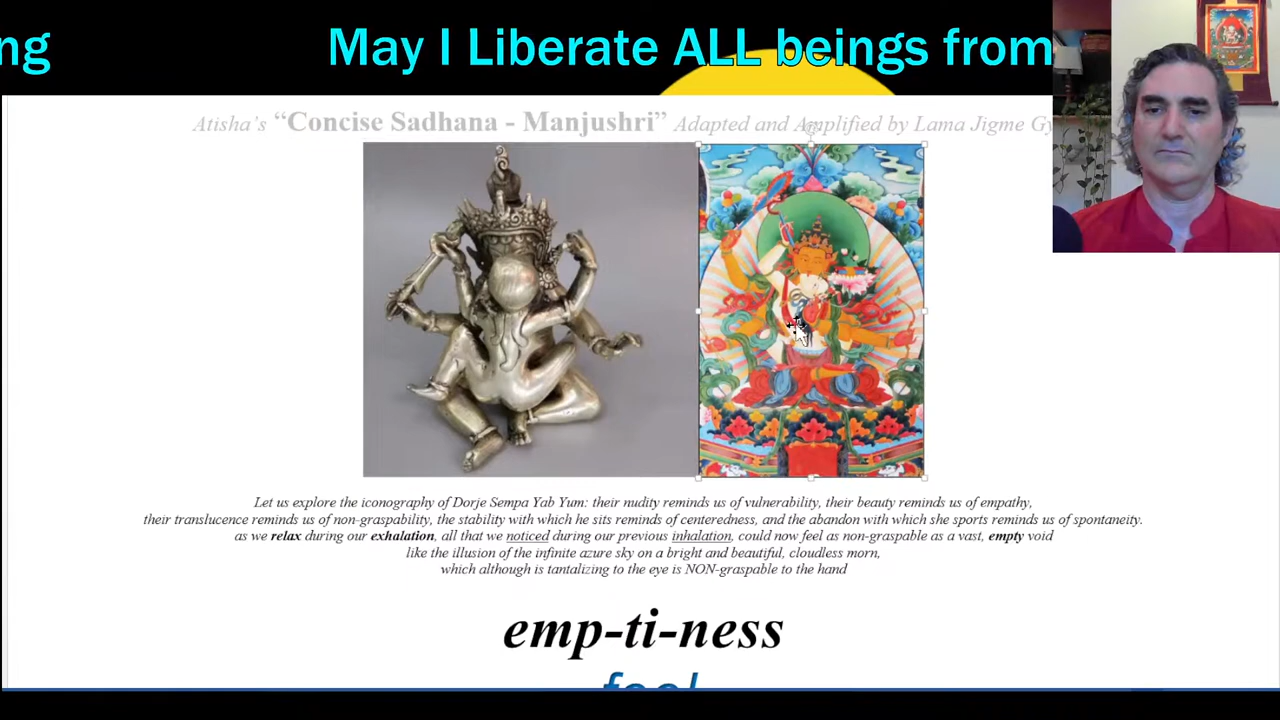 ng May I Liberate ALL beings from
Atisha's “Concise Sadhana - Manjushri” Adapted and Amplified by Lama Jigme Gy
Let us explore the iconography of Dorje Sempa Yab Yum: their nudity reminds us of vulnerability, their beauty reminds us of empathy,
their translucence reminds us of non-graspability, the stability with which he sits reminds of centeredness, and the abandon with which she sports reminds us of spontaneity.
as we relax during our exhalation, all that we noticed during our previous inhalation, could now feel as non-graspable as a vast, empty void
like the illusion of the infinite azure sky on a bright and beautiful, cloudless morn,
which although is tantalizing to the eye is NON-graspable to the hand
emp-ti-ness
feel